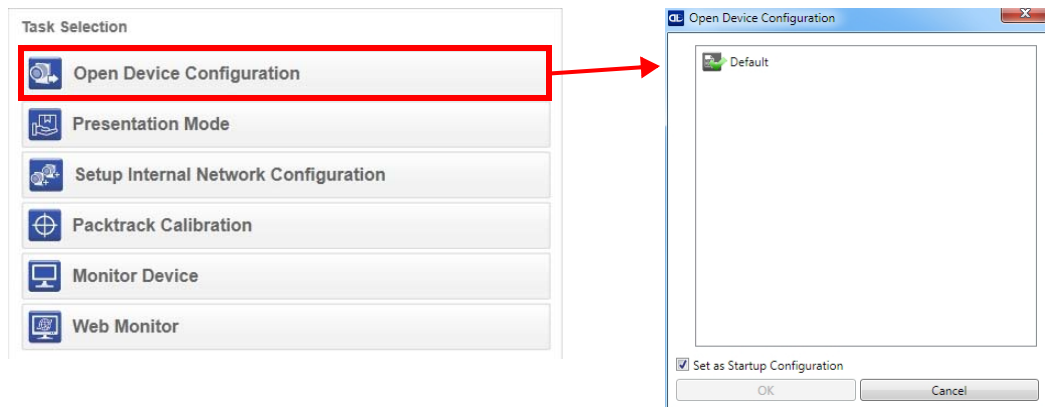 Task Selection
Open Device Configuration
Presentation Mode
Setup Internal Network Configuration
Packtrack Calibration
Monitor Device
Web Monitor
DL Open Device Configuration
X
Default
Set as Startup Configuration
OK Cancel